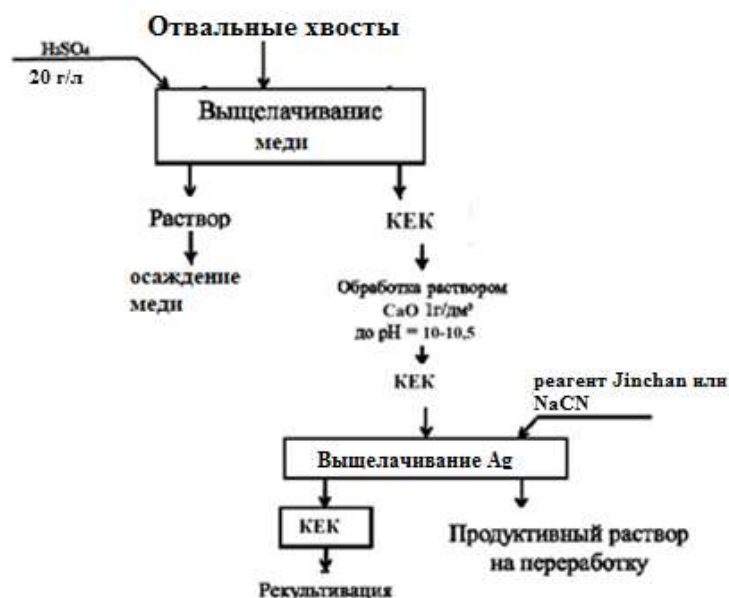 Отвальные хвосты
H₂SO₄
20 г/л
Выщелачивание
меди
Раствор
КЕК
осаждение
меди
Обработка раствором
CaO 1г/дм³
до pH = 10-10,5
КЕК
реагент Jinchan или
NaCN
Выщелачивание Ag
КЕК
Продуктивный раствор
на переработку
Рекультивация